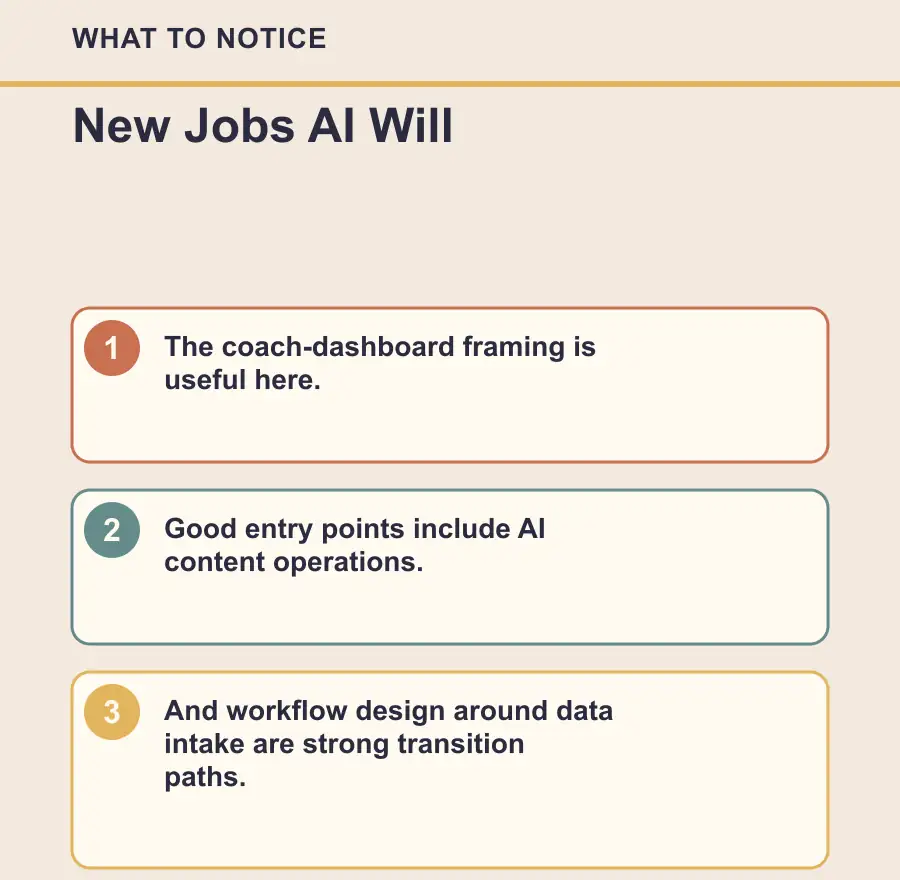 WHAT TO NOTICE
New Jobs AI Will
1
The coach-dashboard framing is
useful here.
2
Good entry points include AI
content operations.
3
And workflow design around data
intake are strong transition
paths.